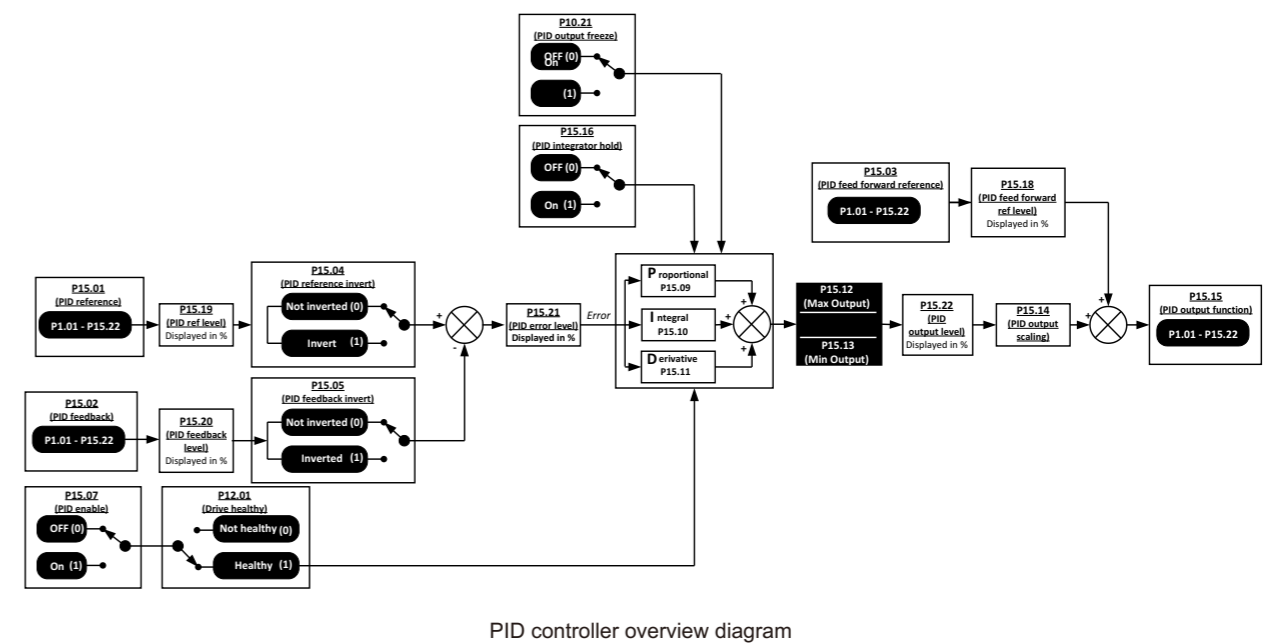 P10.21
(PID output freeze)
OFF (0)
On
(1)
P15.16
(PID integrator hold)
OFF (0)
On (1)
P15.03
(PID feed forward reference)
P1.01 - P15.22
P15.18
(PID feed forward
ref level)
Displayed in %
P15.01
(PID reference)
P1.01 - P15.22
P15.19
(PID ref level)
Displayed in %
P15.04
(PID reference invert)
Not inverted (0)
Invert (1)
+
-
P15.21
(PID error level)
Displayed in %
Error
Proportional
P15.09
Integral
P15.10
Derivative
P15.11
+
+
+
P15.12
(Max Output)
P15.13
(Min Output)
P15.22
(PID
output level)
Displayed in %
P15.14
(PID output
scaling)
+
+
P15.15
(PID output function)
P1.01 - P15.22
P15.02
(PID feedback)
P1.01 - P15.22
P15.20
(PID feedback
level)
Displayed in %
P15.05
(PID feedback invert)
Not inverted (0)
Inverted (1)
P15.07
(PID enable)
OFF (0)
On (1)
P12.01
(Drive healthy)
Not healthy (0)
Healthy (1)
PID controller overview diagram